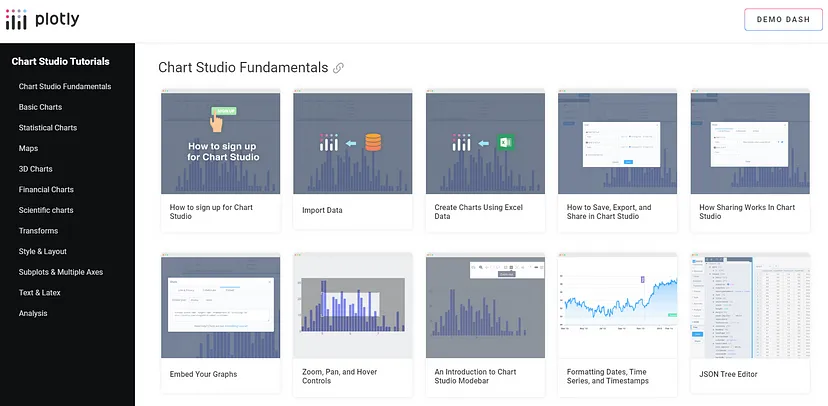 plotly
DEMO DASH
Chart Studio Tutorials
Chart Studio Fundamentals
Basic Charts
Statistical Charts
Maps
3D Charts
Financial Charts
Scientific charts
Transforms
Style & Layout
Subplots & Multiple Axes
Text & Latex
Analysis
Chart Studio Fundamentals
How to sign up
for Chart Studio
How to sign up for Chart
Studio
Import Data
Create Charts Using Excel
Data
How to Save, Export, and
Share in Chart Studio
How Sharing Works In Chart
Studio
Embed Your Graphs
Zoom, Pan, and Hover
Controls
An Introduction to Chart
Studio Modebar
Formatting Dates, Time
Series, and Timestamps
JSON Tree Editor